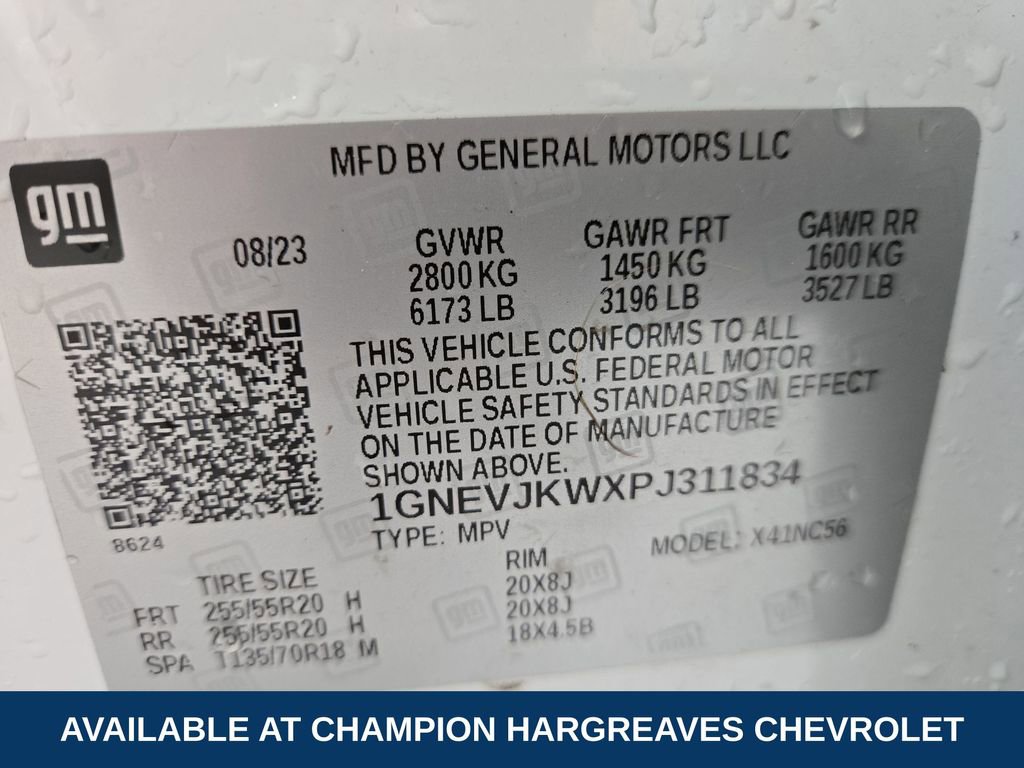 gm
MFD BY GENERAL MOTORS LLC
08/23
GVWR
2800 KG
6173 LB
GAWR FRT
1450 KG
3196 LB
GAWR RR
1600 KG
3527 LB
THIS VEHICLE CONFORMS TO ALL
APPLICABLE U.S. FEDERAL MOTOR
VEHICLE SAFETY STANDARDS IN EFFECT
ON THE DATE OF MANUFACTURE
SHOWN ABOVE.
1GNEVJKWXPJ311834
8624
TYPE: MPV
MODEL: X41NC56
TIRE SIZE
RIM
FRT 255/55R20 H 20X8J
RR 255/55R20 H 20X8J
SPA T135/70R18 M 18X4.5B
AVAILABLE AT CHAMPION HARGREAVES CHEVROLET